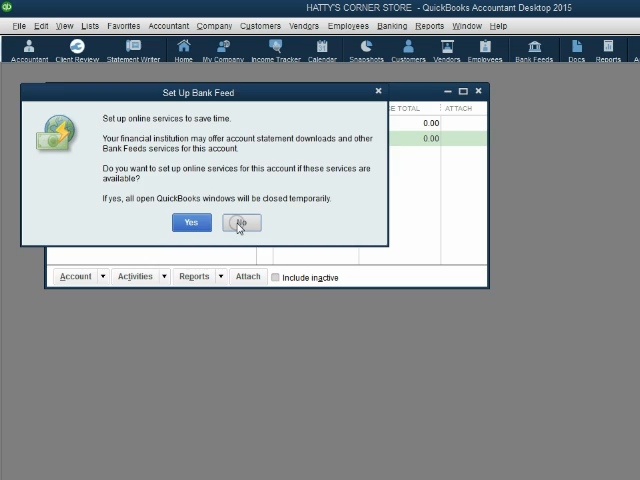 HATTY'S CORNER STORE - QuickBooks Accountant Desktop 2015
File Edit View Lists Favorites Accountant Company Customers Vendors Employees Banking Reports Window Help
Accountant Client Review Statement Writer Home My Company Income Tracker Calendar Snapshots Customers Vendors Employees Bank Feeds Docs Reports
Set Up Bank Feed
TOTAL ATTACH
Set up online services to save time.
0.00
Your financial institution may offer account statement downloads and other
0.00
Bank Feeds services for this account.
Do you want to set up online services for this account if these services are
available?
If yes, all open QuickBooks windows will be closed temporarily.
Yes No
Account Activities Reports Attach Include inactive